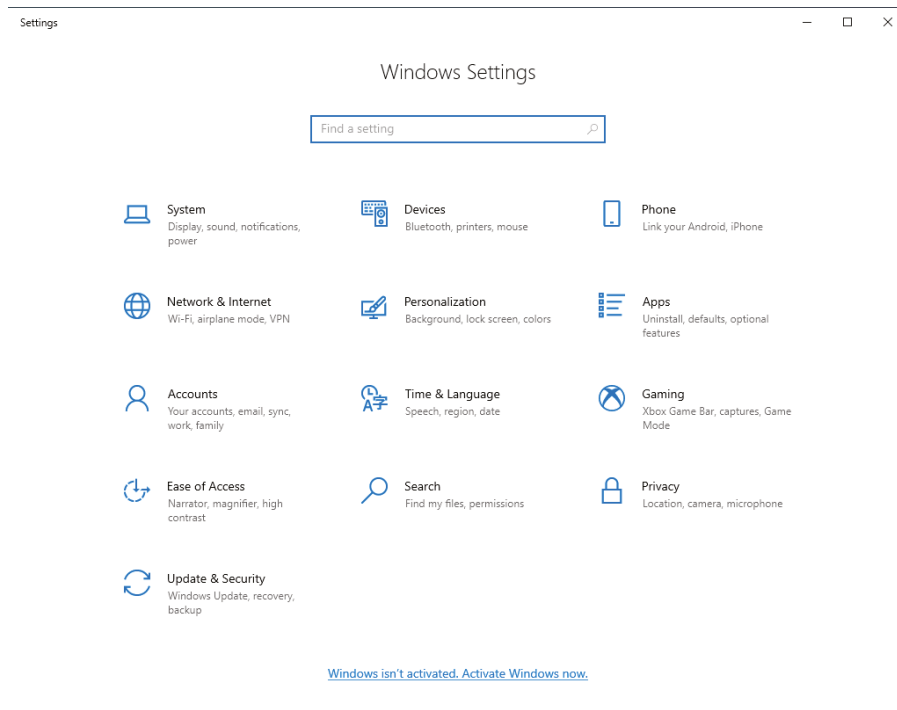 Settings
Windows Settings
Find a setting
System
Display, sound, notifications,
power
Devices
Bluetooth, printers, mouse
Phone
Link your Android, iPhone
Network & Internet
Wi-Fi, airplane mode, VPN
Personalization
Background, lock screen, colors
Apps
Uninstall, defaults, optional
features
Accounts
Your accounts, email, sync,
work, family
Time & Language
Speech, region, date
Gaming
Xbox Game Bar, captures, Game
Mode
Ease of Access
Narrator, magnifier, high
contrast
Search
Find my files, permissions
Privacy
Location, camera, microphone
Update & Security
Windows Update, recovery,
backup
Windows isn't activated. Activate Windows now.